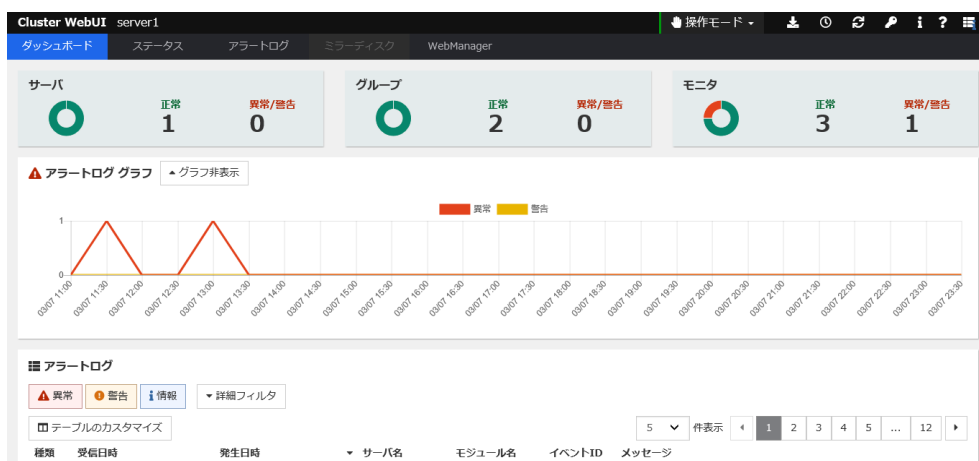 Cluster WebUI server1 操作モード
ダッシュボード ステータス アラートログ ミラーディスク WebManager
サーバ グループ モニタ
正常 異常/警告 正常 異常/警告 正常 異常/警告
1 0 2 0 3 1
アラートログ グラフ グラフ非表示
異常 警告
1
0
03/07 11:00 03/07 11:30 03/07 12:00 03/07 12:30 03/07 13:00 03/07 13:30 03/07 14:00 03/07 14:30 03/07 15:00 03/07 15:30 03/07 16:00 03/07 16:30 03/07 17:00 03/07 17:30 03/07 18:00 03/07 18:30 03/07 19:00 03/07 19:30 03/07 20:00 03/07 20:30 03/07 21:00 03/07 21:30 03/07 22:00 03/07 22:30 03/07 23:00 03/07 23:30
アラートログ
異常 警告 情報 詳細フィルタ
テーブルのカスタマイズ 5 件表示 1 2 3 4 5 ... 12
種類 受信日時 発生日時 サーバ名 モジュール名 イベントID メッセージ